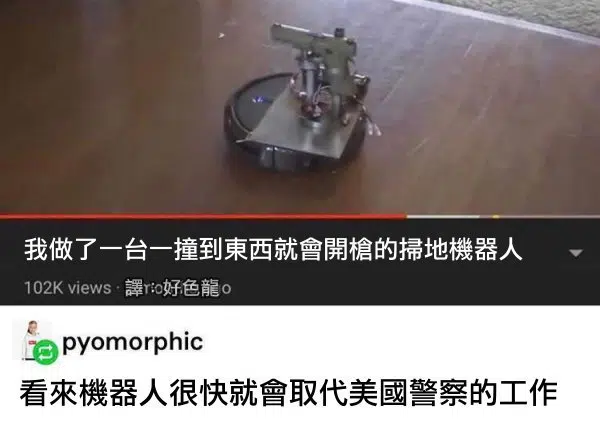 我做了一台一撞到東西就會開槍的掃地機器人
102K views · 譯：好色龍
pyomorphic
看來機器人很快就會取代美國警察的工作